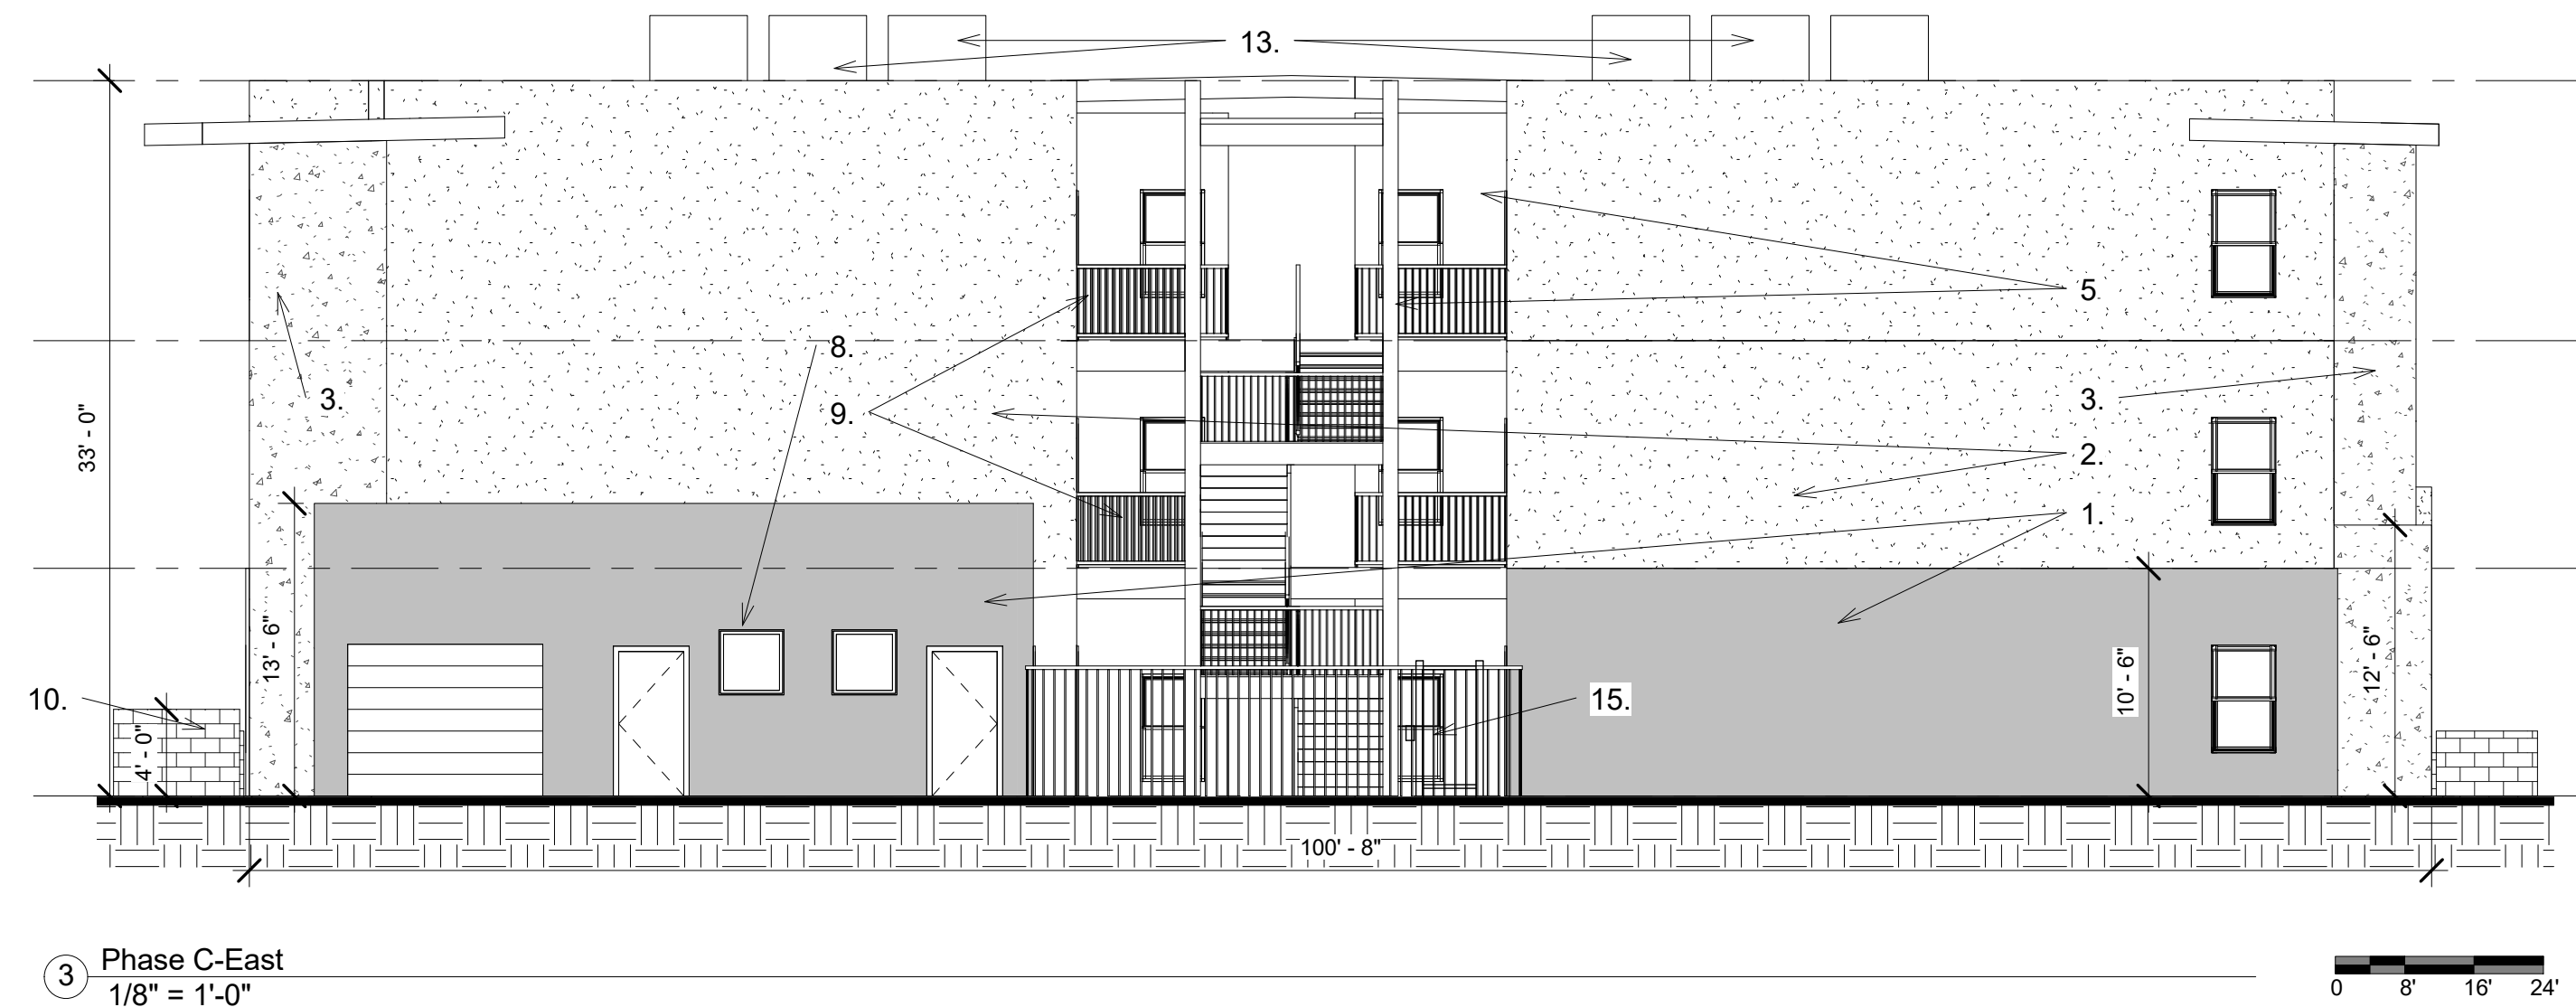 13.
5.
8.
3.
3.
9.
2.
1.
33' - 0"
13' - 6"
10' - 6"
12' - 6"
10.
15.
4' - 0"
100' - 8"
3
Phase C-East
1/8" = 1'-0"
0 8' 16' 24'